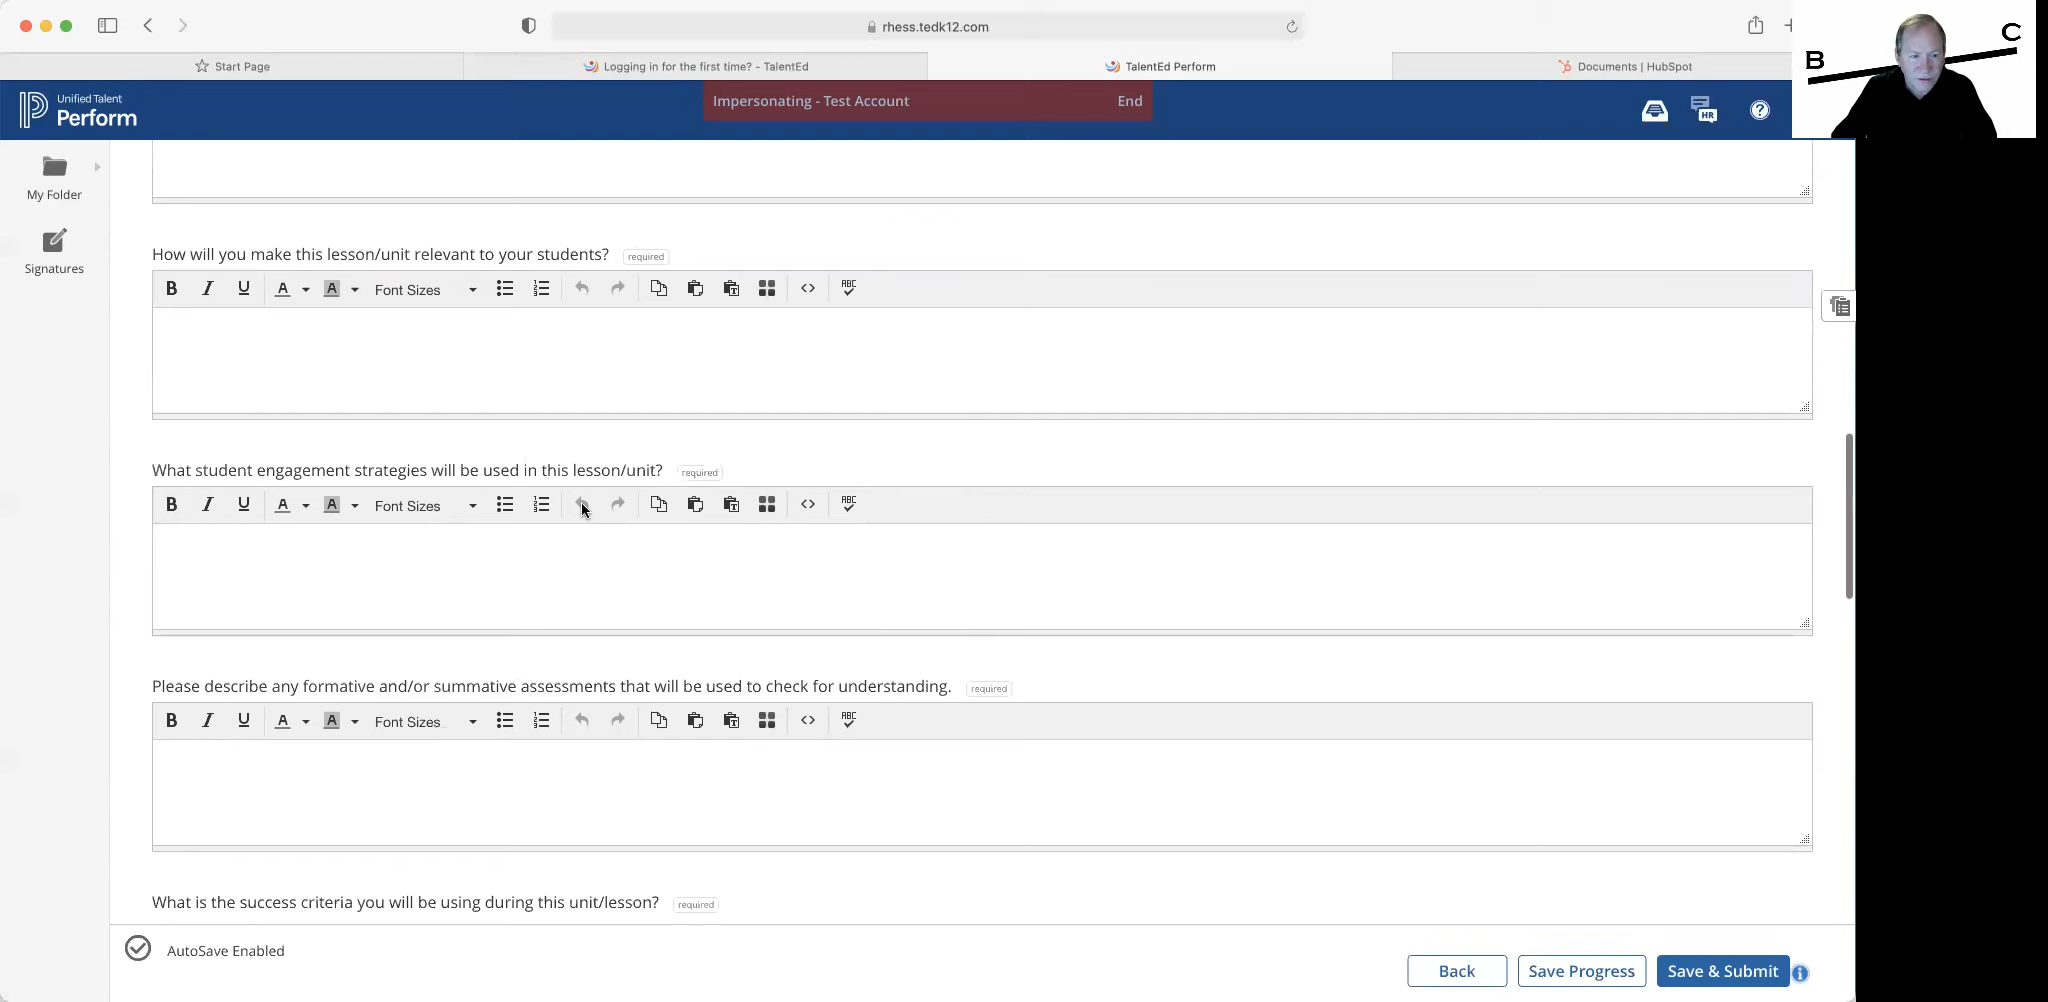 rhess.tedk12.com
Start Page
Logging in for the first time? - TalentEd
TalentEd Perform
Documents | HubSpot
Unified Talent
Perform
Impersonating - Test Account
End
HR
?
B
C
My Folder
Signatures
How will you make this lesson/unit relevant to your students? required
B I U A A Font Sizes <> ABC
What student engagement strategies will be used in this lesson/unit? required
B I U A A Font Sizes <> ABC
Please describe any formative and/or summative assessments that will be used to check for understanding. required
B I U A A Font Sizes <> ABC
What is the success criteria you will be using during this unit/lesson? required
AutoSave Enabled
Back
Save Progress
Save & Submit
i